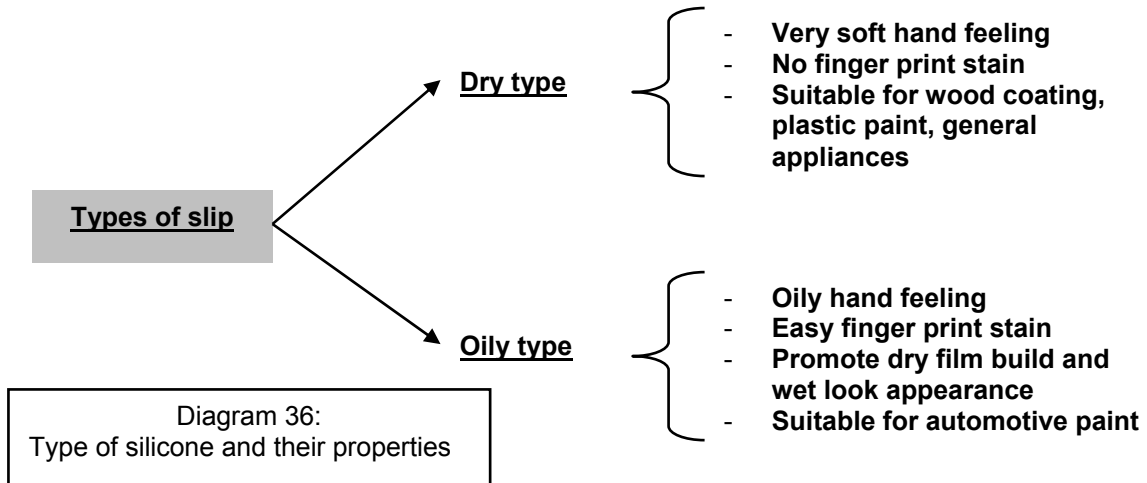 Types of slip
Dry type
- Very soft hand feeling
- No finger print stain
- Suitable for wood coating,
plastic paint, general
appliances
Oily type
- Oily hand feeling
- Easy finger print stain
- Promote dry film build and
wet look appearance
- Suitable for automotive paint
Diagram 36:
Type of silicone and their properties